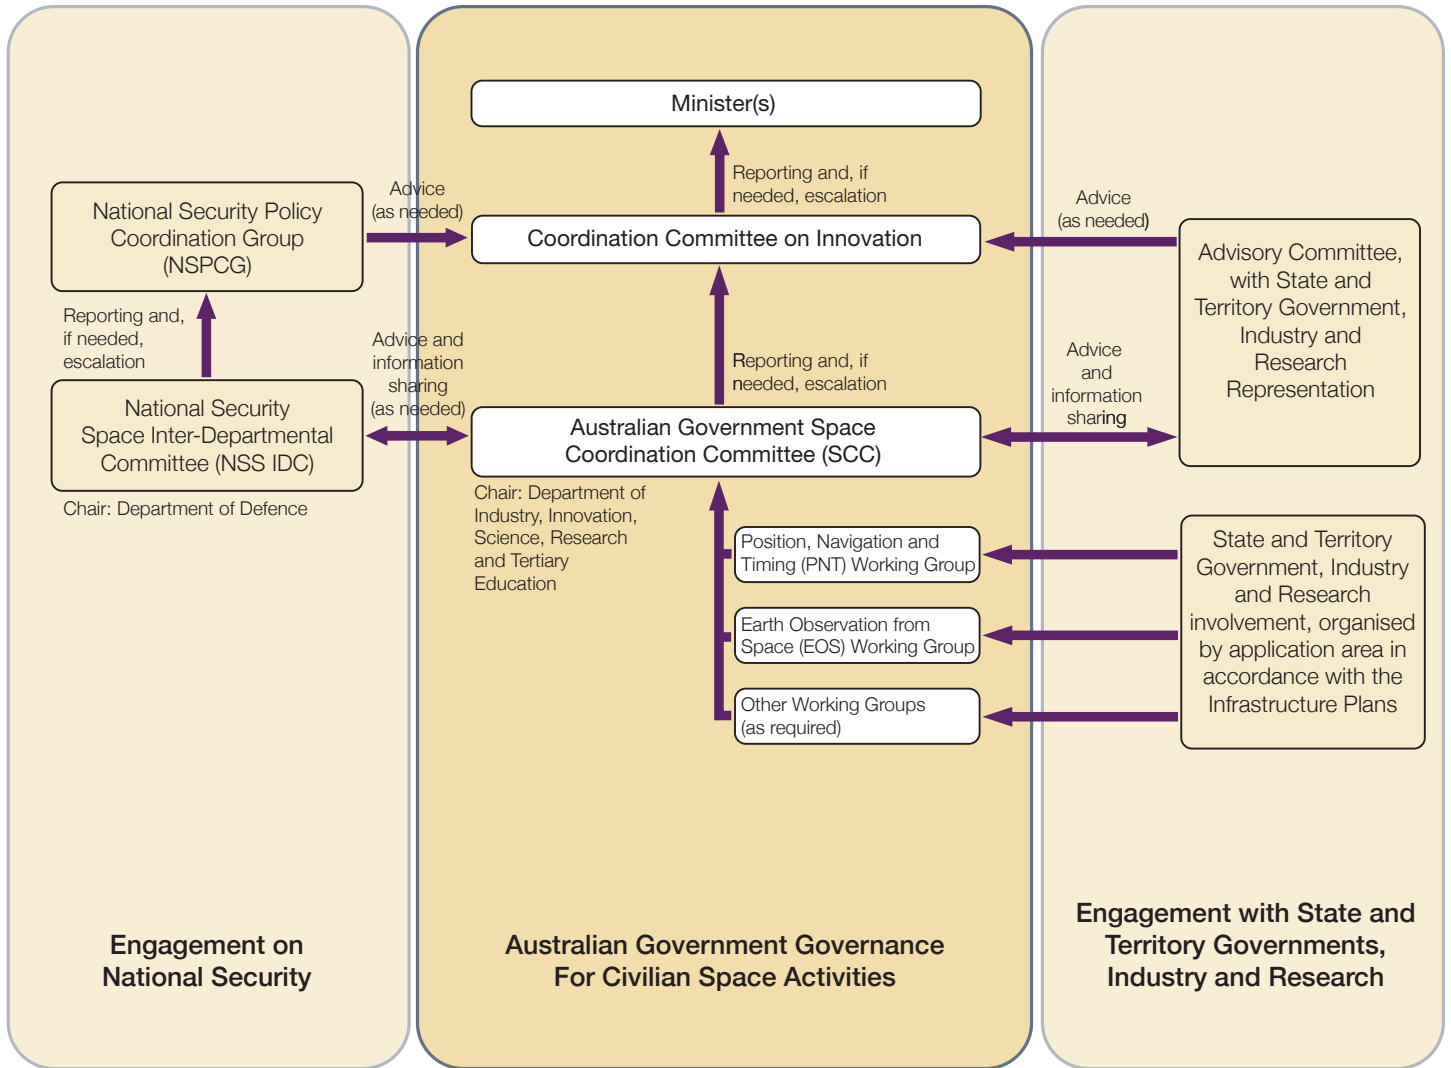 Minister(s)
Reporting and, if
needed, escalation
National Security Policy
Coordination Group
(NSPCG)
Advice
(as needed)
Coordination Committee on Innovation
Advice
(as needed)
Advisory Committee,
with State and
Territory Government,
Industry and
Research
Representation
Reporting and,
if needed,
escalation
Advice and
information
sharing
(as needed)
Reporting and, if
needed, escalation
Advice
and
information
sharing
National Security
Space Inter-Departmental
Committee (NSS IDC)
Chair: Department of Defence
Australian Government Space
Coordination Committee (SCC)
Chair: Department of
Industry, Innovation,
Science, Research
and Tertiary
Education
Position, Navigation and
Timing (PNT) Working Group
Earth Observation from
Space (EOS) Working Group
Other Working Groups
(as required)
State and Territory
Government, Industry
and Research
involvement, organised
by application area in
accordance with the
Infrastructure Plans
Engagement on
National Security
Australian Government Governance
For Civilian Space Activities
Engagement with State and
Territory Governments,
Industry and Research